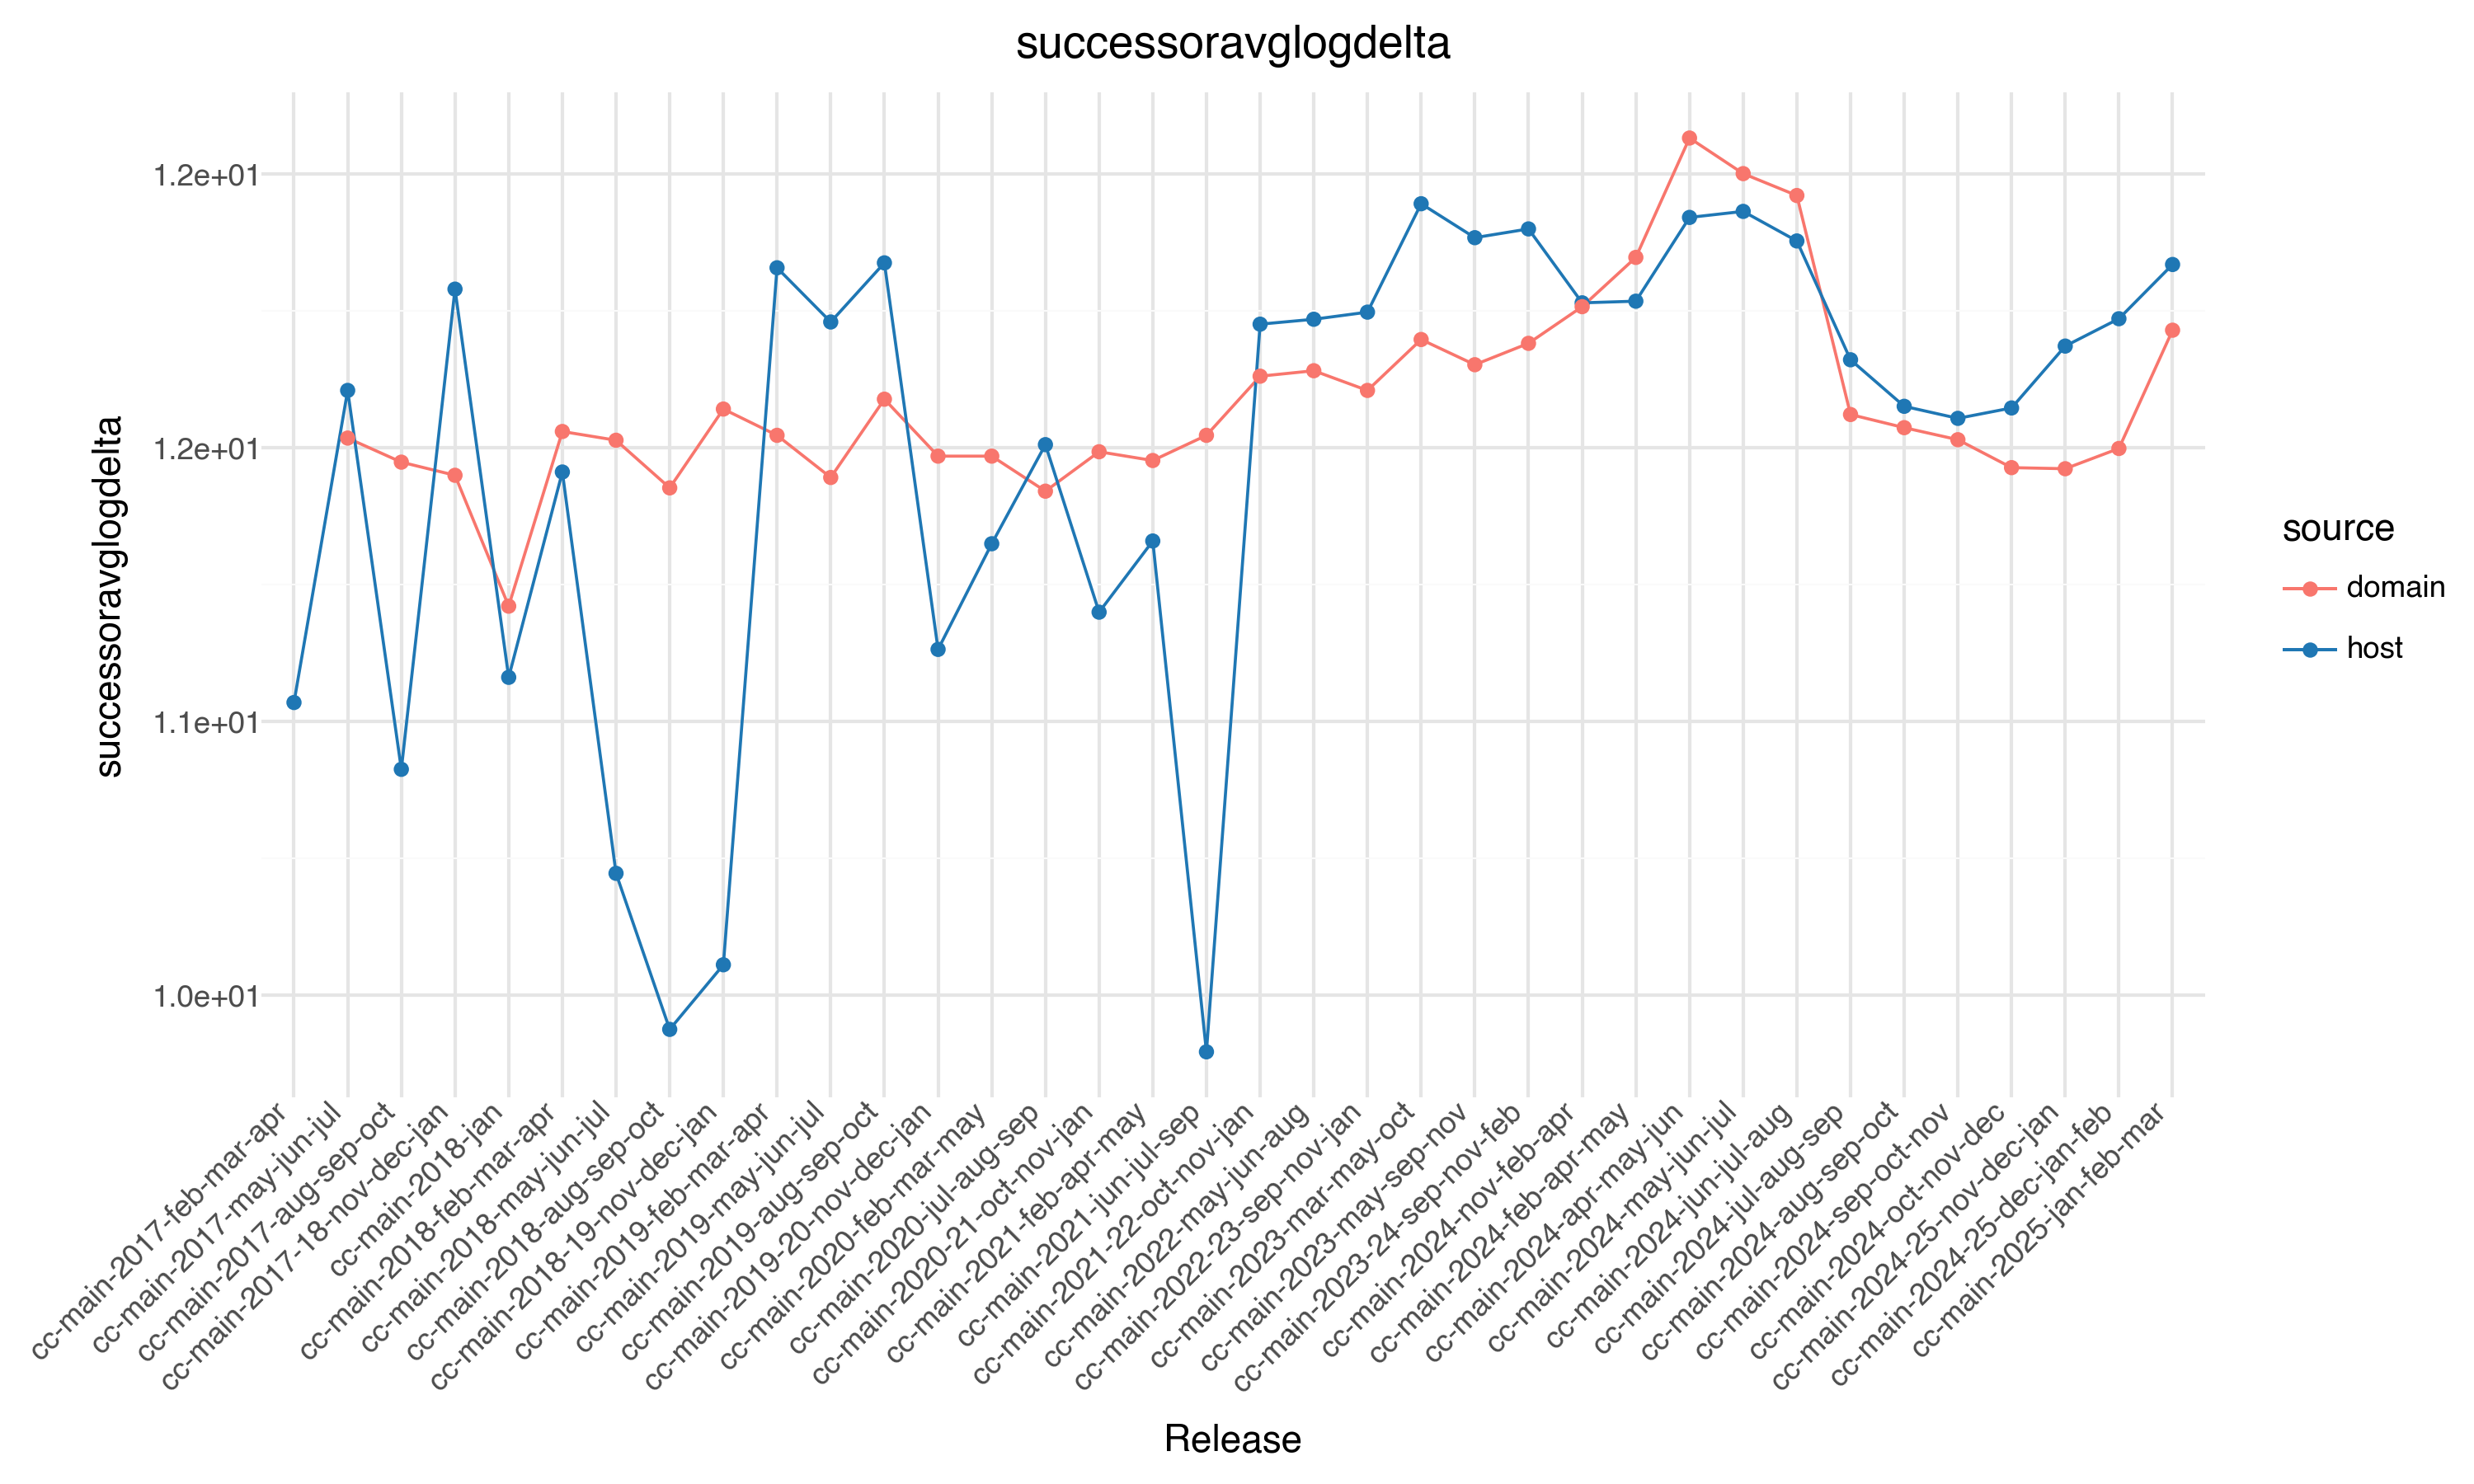 successoravglogdelta
successoravglogdelta
1.2e+01
1.2e+01
1.1e+01
1.0e+01
source
domain
host
cc-main-2017-feb-mar-apr
cc-main-2017-may-jun-jul
cc-main-2017-aug-sep-oct
cc-main-2017-18-nov-dec-jan
cc-main-2018-jan
cc-main-2018-feb-mar-apr
cc-main-2018-may-jun-jul
cc-main-2018-aug-sep-oct
cc-main-2018-19-nov-dec-jan
cc-main-2019-feb-mar-apr
cc-main-2019-may-jun-jul
cc-main-2019-aug-sep-oct
cc-main-2019-20-nov-dec-jan
cc-main-2020-feb-mar-may
cc-main-2020-jul-aug-sep
cc-main-2020-21-oct-nov-jan
cc-main-2021-feb-apr-may
cc-main-2021-jun-jul-sep
cc-main-2021-22-oct-nov-jan
cc-main-2022-may-jun-aug
cc-main-2022-23-sep-nov-jan
cc-main-2023-mar-may-oct
cc-main-2023-may-sep-nov
cc-main-2023-24-sep-nov-feb
cc-main-2024-nov-feb-apr
cc-main-2024-feb-apr-may
cc-main-2024-apr-may-jun
cc-main-2024-may-jun-jul
cc-main-2024-jun-jul-aug
cc-main-2024-jul-aug-sep
cc-main-2024-aug-sep-oct
cc-main-2024-sep-oct-nov
cc-main-2024-oct-nov-dec
cc-main-2024-25-nov-dec-jan
cc-main-2024-25-dec-jan-feb
cc-main-2025-jan-feb-mar
Release